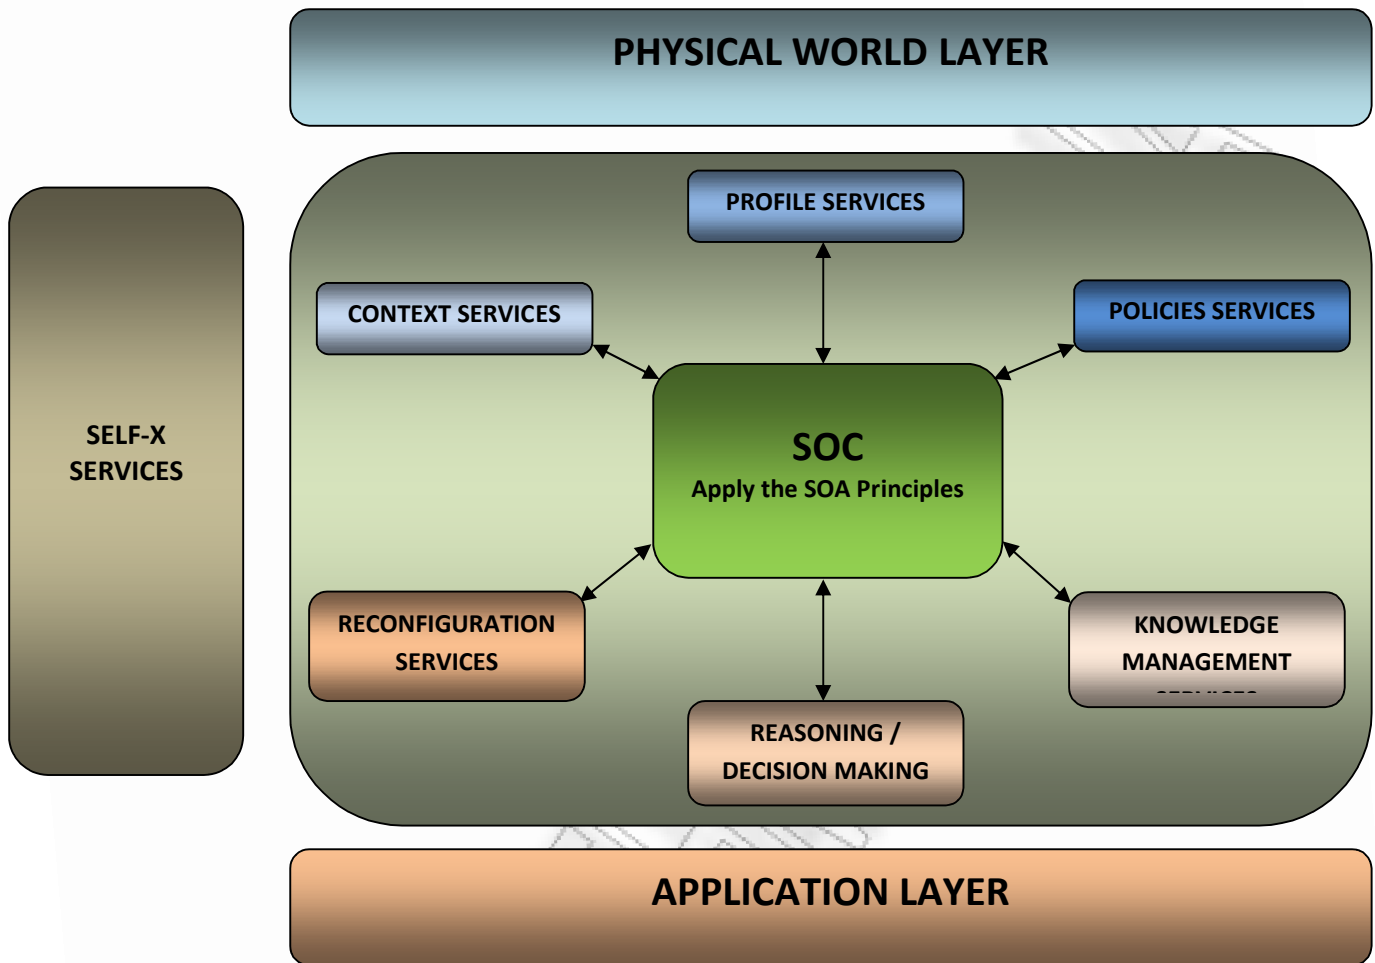 PHYSICAL WORLD LAYER
PROFILE SERVICES
CONTEXT SERVICES
POLICIES SERVICES
SELF-X
SERVICES
SOC
Apply the SOA Principles
RECONFIGURATION
SERVICES
KNOWLEDGE
MANAGEMENT
REASONING /
DECISION MAKING
APPLICATION LAYER